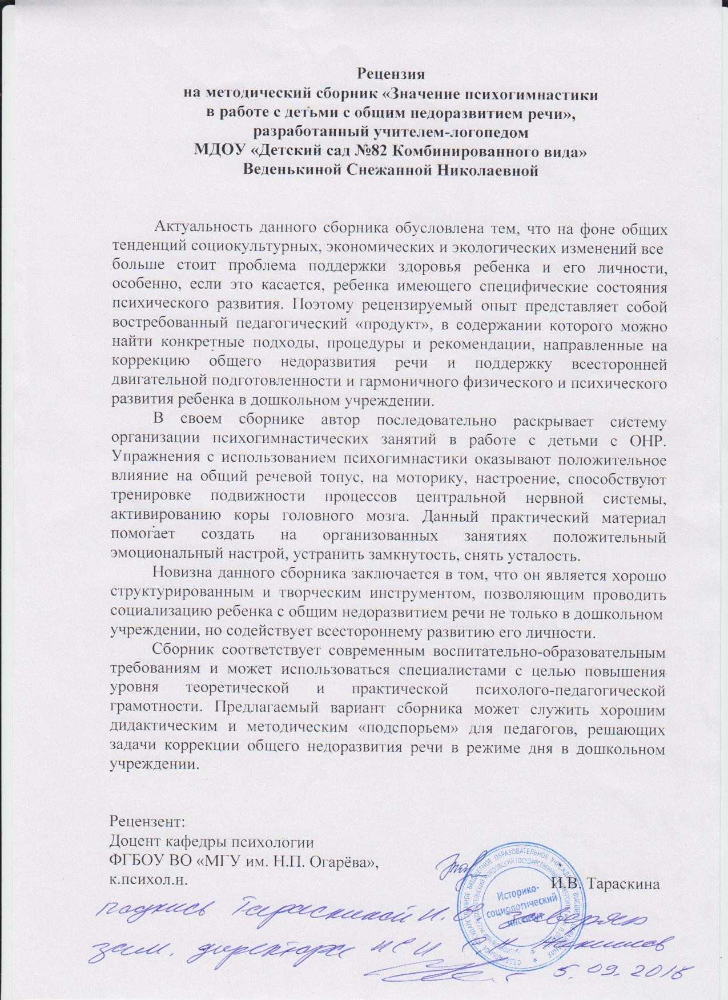 Рецензия
на методический сборник «Значение психогимнастики
в работе с детьми с общим недоразвитием речи»,
разработанный учителем-логопедом
МДОУ «Детский сад №82 Комбинированного вида»
Веденькиной Снежанной Николаевной
Актуальность данного сборника обусловлена тем, что на фоне общих
тенденций социокультурных, экономических и экологических изменений все
больше стоит проблема поддержки здоровья ребенка и его личности,
особенно, если это касается, ребенка имеющего специфические состояния
психического развития. Поэтому рецензируемый опыт представляет собой
востребованный педагогический «продукт», в содержании которого можно
найти конкретные подходы, процедуры и рекомендации, направленные на
коррекцию общего недоразвития речи и поддержку всесторонней
двигательной подготовленности и гармоничного физического и психического
развития ребенка в дошкольном учреждении.
В своем сборнике автор последовательно раскрывает систему
организации психогимнастических занятий в работе с детьми с ОНР.
Упражнения с использованием психогимнастики оказывают положительное
влияние на общий речевой тонус, на моторику, настроение, способствуют
тренировке подвижности процессов центральной нервной системы,
активированию коры головного мозга. Данный практический материал
помогает создать на организованных занятиях положительный
эмоциональный настрой, устранить замкнутость, снять усталость.
Новизна данного сборника заключается в том, что он является хорошо
структурированным и творческим инструментом, позволяющим проводить
социализацию ребенка с общим недоразвитием речи не только в дошкольном
учреждении, но содействует всестороннему развитию его личности.
Сборник соответствует современным воспитательно-образовательным
требованиям и может использоваться специалистами с целью повышения
уровня теоретической и практической психолого-педагогической
грамотности. Предлагаемый вариант сборника может служить хорошим
дидактическим и методическим «подспорьем» для педагогов, решающих
задачи коррекции общего недоразвития речи в режиме дня в дошкольном
учреждении.
Рецензент:
Доцент кафедры психологии
ФГБОУ ВО «МГУ им. Н.П. Огарёва»,
к.психол.н.
И.В. Тараскина
Историко-
социологический
институт
подпись Тараскиной И. В. заверяю
зам. директора ИСИ
5.09.2016